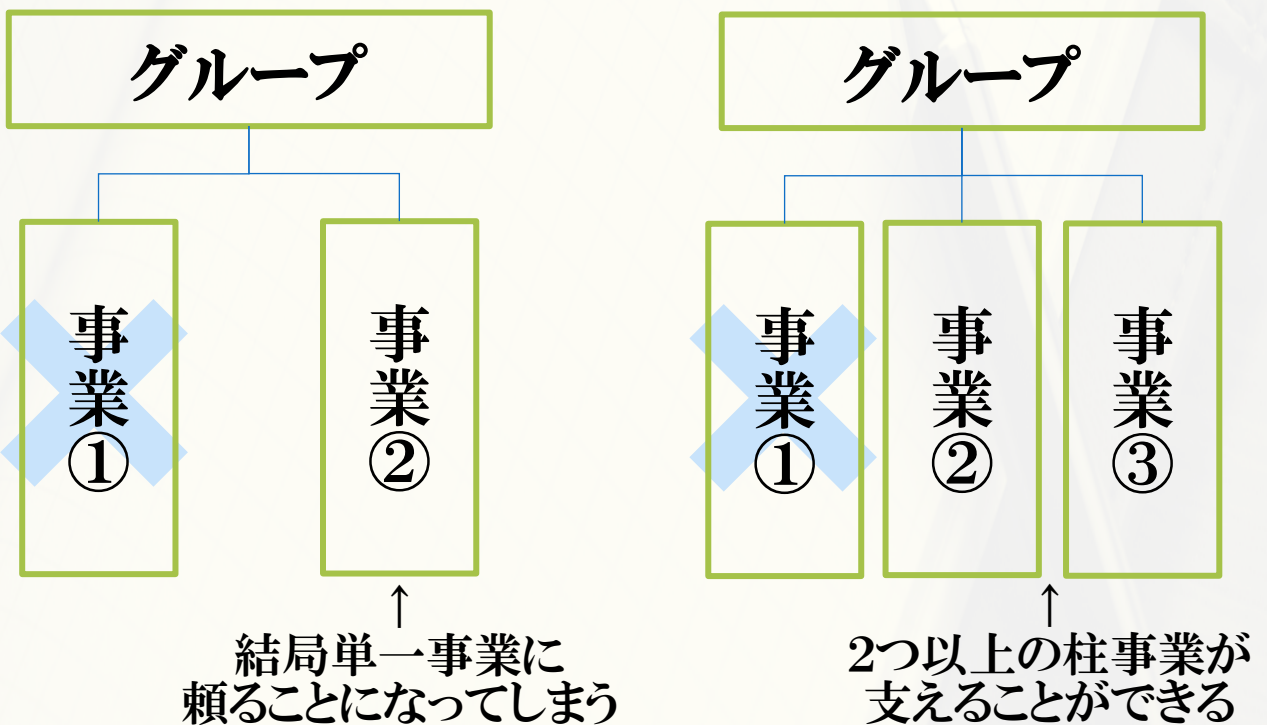 グループ
事業①
事業②
↑
結局単一事業に
頼ることになってしまう
グループ
事業①
事業②
事業③
↑
2つ以上の柱事業が
支えることができる